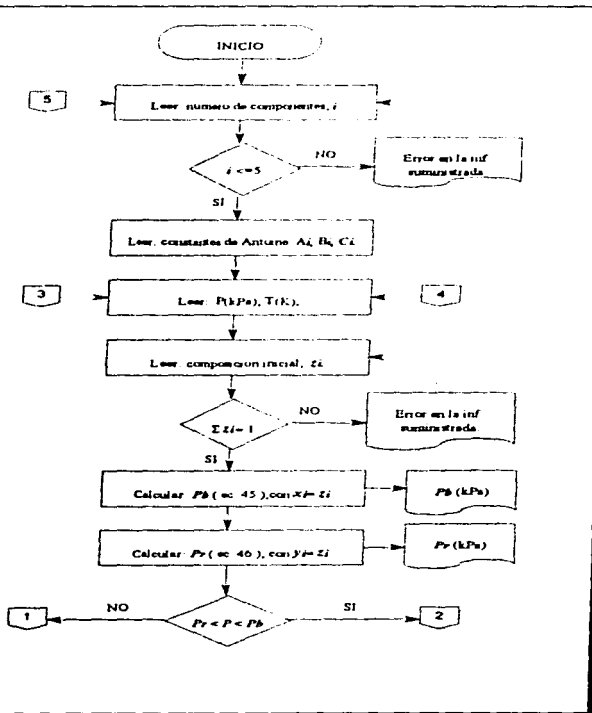 INICIO
5
Leer: numero de componentes, i
i <=5
NO
Error en la inf
suministrada
SI
Leer: constantes de Antoine Ai, Bi, Ci
3
Leer: P(kPa), T(K),
4
Leer: composicion inicial, zi
Σ zi= 1
NO
Error en la inf
suministrada
SI
Calcular: Pb ( ec 45 ), con xi= zi
Pb (kPa)
Calcular: Pr ( ec 46 ), con yi= zi
Pr (kPa)
1
NO
Pr < P < Pb
SI
2